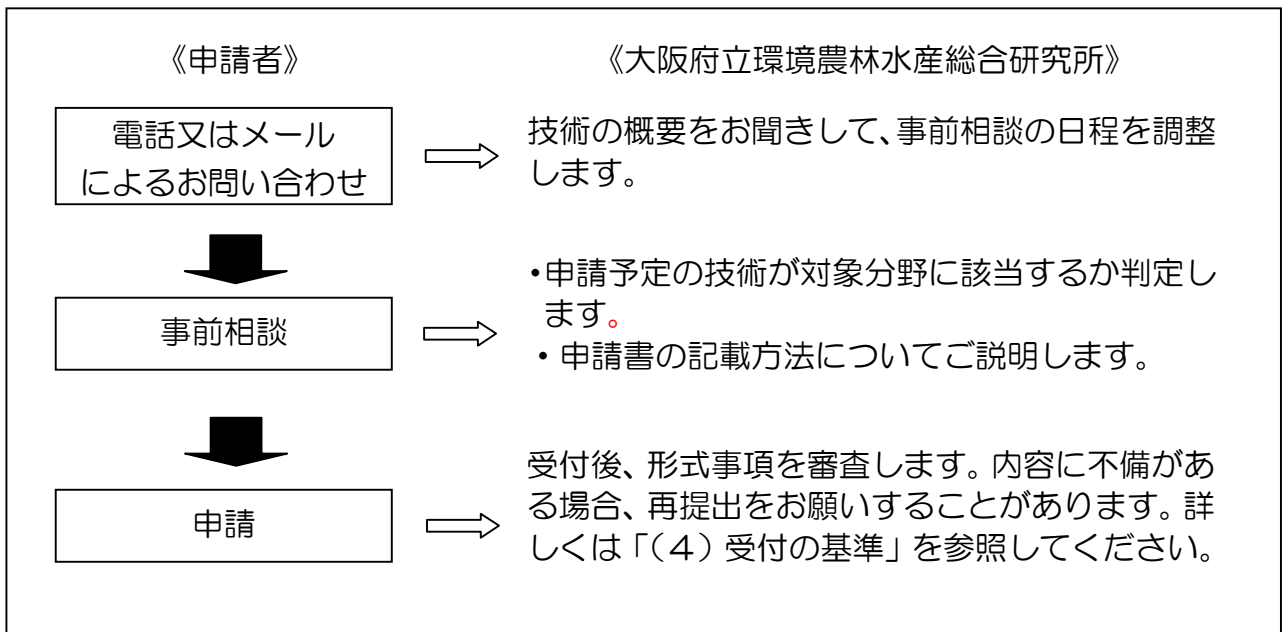 《申請者》
《大阪府立環境農林水産総合研究所》
電話又はメール
によるお問い合わせ
技術の概要をお聞きして、事前相談の日程を調整
します。
事前相談
・申請予定の技術が対象分野に該当するか判定し
ます。
・申請書の記載方法についてご説明します。
申請
受付後、形式事項を審査します。内容に不備があ
る場合、再提出をお願いすることがあります。詳
しくは「(4)受付の基準」を参照してください。